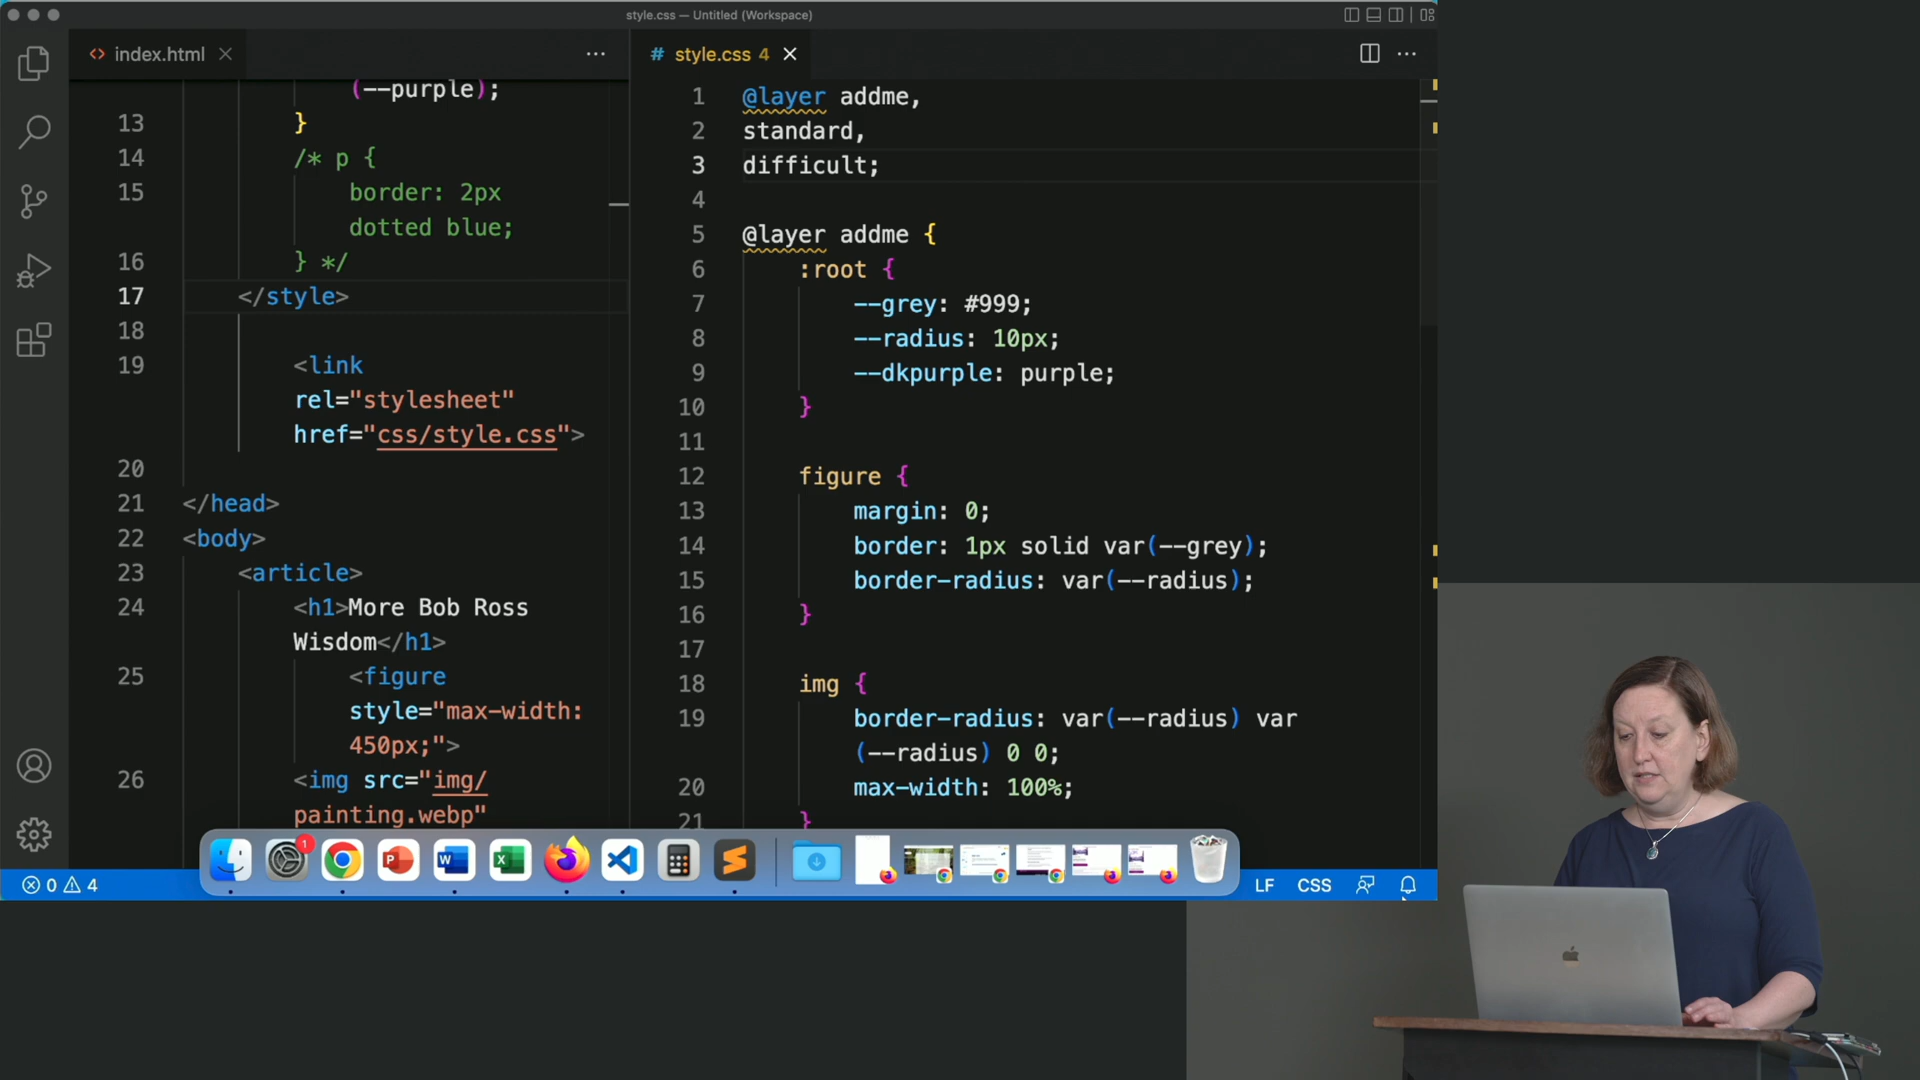 style.css — Untitled (Workspace)
index.html
style.css 4
(--purple);
13 }
14 /* p {
15 border: 2px
dotted blue;
16 } */
17 </style>
18
19 <link
rel="stylesheet"
href="css/style.css">
20
21 </head>
22 <body>
23 <article>
24 <h1>More Bob Ross
Wisdom</h1>
25 <figure
style="max-width:
450px;">
26 <img src="img/
painting.webp"
1 @layer addme,
2 standard,
3 difficult;
4
5 @layer addme {
6 :root {
7 --grey: #999;
8 --radius: 10px;
9 --dkpurple: purple;
10 }
11
12 figure {
13 margin: 0;
14 border: 1px solid var(--grey);
15 border-radius: var(--radius);
16 }
17
18 img {
19 border-radius: var(--radius) var
(--radius) 0 0;
20 max-width: 100%;
21 }
1
0 4
LF CSS